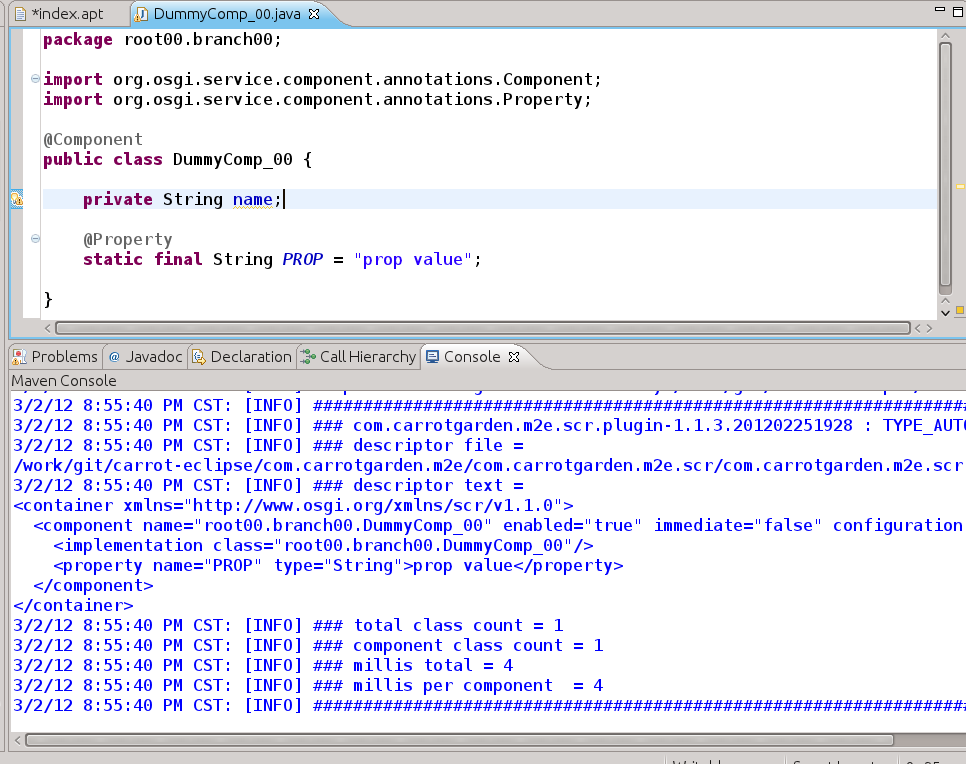 *index.apt DummyComp_00.java
package root00.branch00;
import org.osgi.service.component.annotations.Component;
import org.osgi.service.component.annotations.Property;
@Component
public class DummyComp_00 {
private String name;
@Property
static final String PROP = "prop value";
}
Problems Javadoc Declaration Call Hierarchy Console
Maven Console
3/2/12 8:55:40 PM CST: [INFO] ##################################################################
3/2/12 8:55:40 PM CST: [INFO] ### com.carrotgarden.m2e.scr.plugin-1.1.3.201202251928 : TYPE_AUTO
3/2/12 8:55:40 PM CST: [INFO] ### descriptor file =
/work/git/carrot-eclipse/com.carrotgarden.m2e/com.carrotgarden.m2e.scr/com.carrotgarden.m2e.scr
3/2/12 8:55:40 PM CST: [INFO] ### descriptor text =
<container xmlns="http://www.osgi.org/xmlns/scr/v1.1.0">
<component name="root00.branch00.DummyComp_00" enabled="true" immediate="false" configuration
<implementation class="root00.branch00.DummyComp_00"/>
<property name="PROP" type="String">prop value</property>
</component>
</container>
3/2/12 8:55:40 PM CST: [INFO] ### total class count = 1
3/2/12 8:55:40 PM CST: [INFO] ### component class count = 1
3/2/12 8:55:40 PM CST: [INFO] ### millis total = 4
3/2/12 8:55:40 PM CST: [INFO] ### millis per component  = 4
3/2/12 8:55:40 PM CST: [INFO] ##################################################################